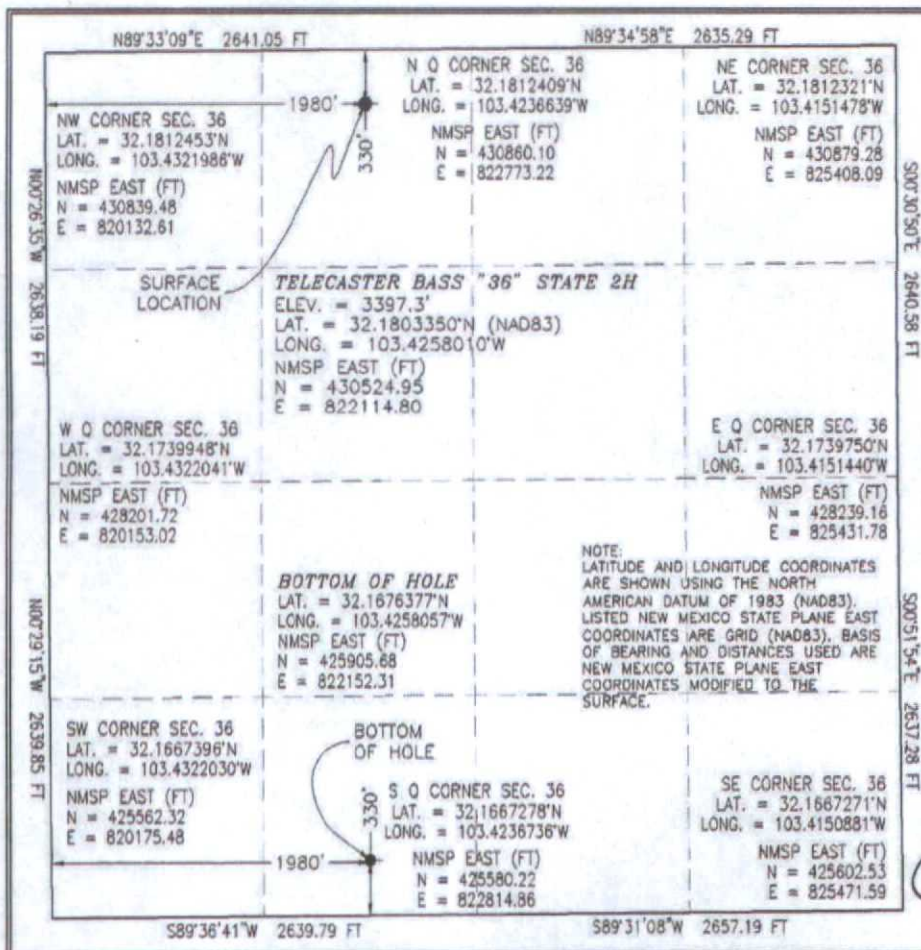 N89°33'09"E 2641.05 FT
N89°34'58"E 2635.29 FT
NW CORNER SEC. 36
LAT. = 32.1812453'N
LONG. = 103.4321986'W
NMSP EAST (FT)
N = 430839.48
E = 820132.61
1980'
330'
N Q CORNER SEC. 36
LAT. = 32.1812409'N
LONG. = 103.4236639'W
NMSP EAST (FT)
N = 430860.10
E = 822773.22
NE CORNER SEC. 36
LAT. = 32.1812321'N
LONG. = 103.4151478'W
NMSP EAST (FT)
N = 430879.28
E = 825408.09
N00°26'35"W 2638.19 FT
S00°30'50"E 2640.58 FT
SURFACE
LOCATION
TELECASTER BASS "36" STATE 2H
ELEV. = 3397.3'
LAT. = 32.1803350'N (NAD83)
LONG. = 103.4258010'W
NMSP EAST (FT)
N = 430524.95
E = 822114.80
W Q CORNER SEC. 36
LAT. = 32.1739948'N
LONG. = 103.4322041'W
NMSP EAST (FT)
N = 428201.72
E = 820153.02
E Q CORNER SEC. 36
LAT. = 32.1739750'N
LONG. = 103.4151440'W
NMSP EAST (FT)
N = 428239.16
E = 825431.78
BOTTOM OF HOLE
LAT. = 32.1676377'N
LONG. = 103.4258057'W
NMSP EAST (FT)
N = 425905.68
E = 822152.31
NOTE:
LATITUDE AND LONGITUDE COORDINATES
ARE SHOWN USING THE NORTH
AMERICAN DATUM OF 1983 (NAD83).
LISTED NEW MEXICO STATE PLANE EAST
COORDINATES ARE GRID (NAD83). BASIS
OF BEARING AND DISTANCES USED ARE
NEW MEXICO STATE PLANE EAST
COORDINATES MODIFIED TO THE
SURFACE.
N00°29'15"W 2639.85 FT
S00°51'54"E 2637.28 FT
SW CORNER SEC. 36
LAT. = 32.1667396'N
LONG. = 103.4322030'W
NMSP EAST (FT)
N = 425562.32
E = 820175.48
BOTTOM
OF HOLE
330'
1980'
S Q CORNER SEC. 36
LAT. = 32.1667278'N
LONG. = 103.4236736'W
NMSP EAST (FT)
N = 425580.22
E = 822814.86
SE CORNER SEC. 36
LAT. = 32.1667271'N
LONG. = 103.4150881'W
NMSP EAST (FT)
N = 425602.53
E = 825471.59
S89°36'41"W 2639.79 FT
S89°31'08"W 2657.19 FT